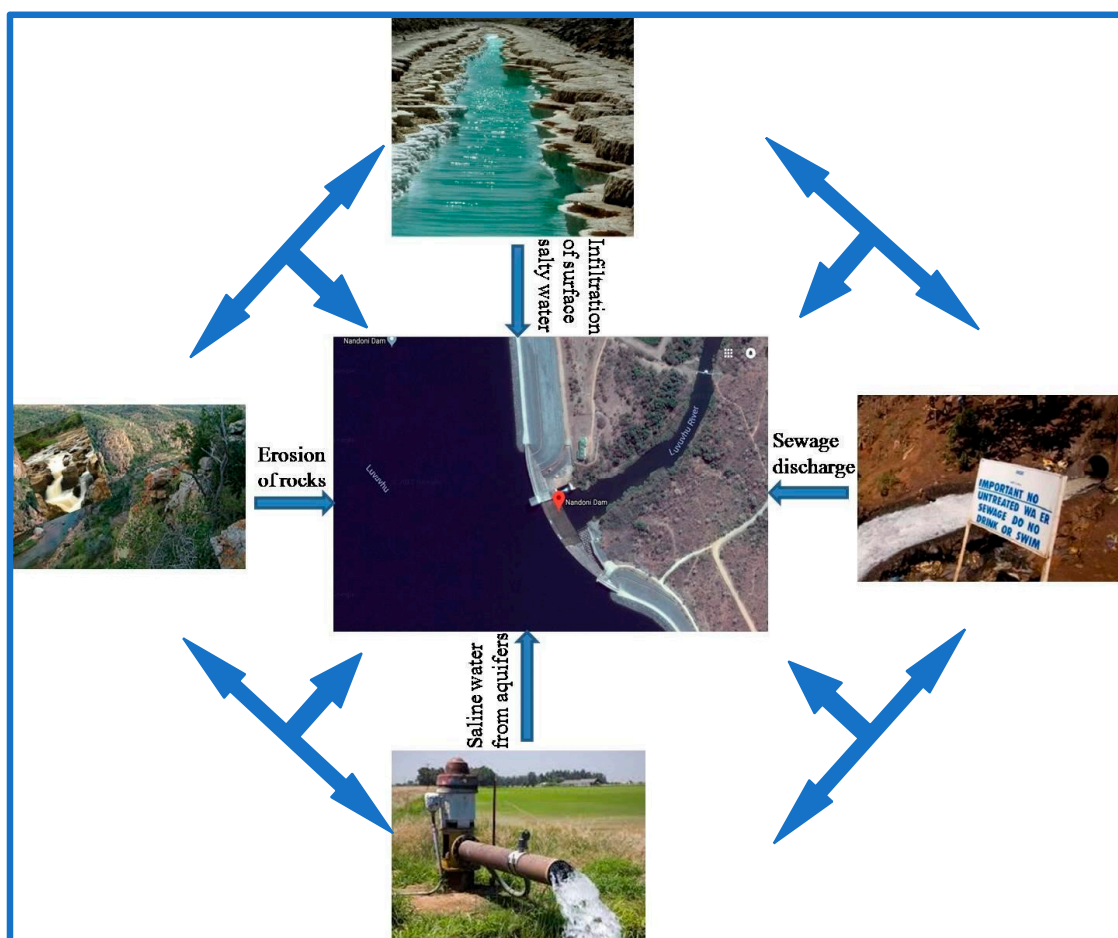 Infiltration
of surface
salty water
Nandoni Dam
Luvuvhu
Luvuvhu River
Nandoni Dam
Erosion
of rocks
Sewage
discharge
IMPORTANT NO
UNTREATED WA ER
SEWAGE DO NO
DRINK OR SWIM
Saline water
from aquifers